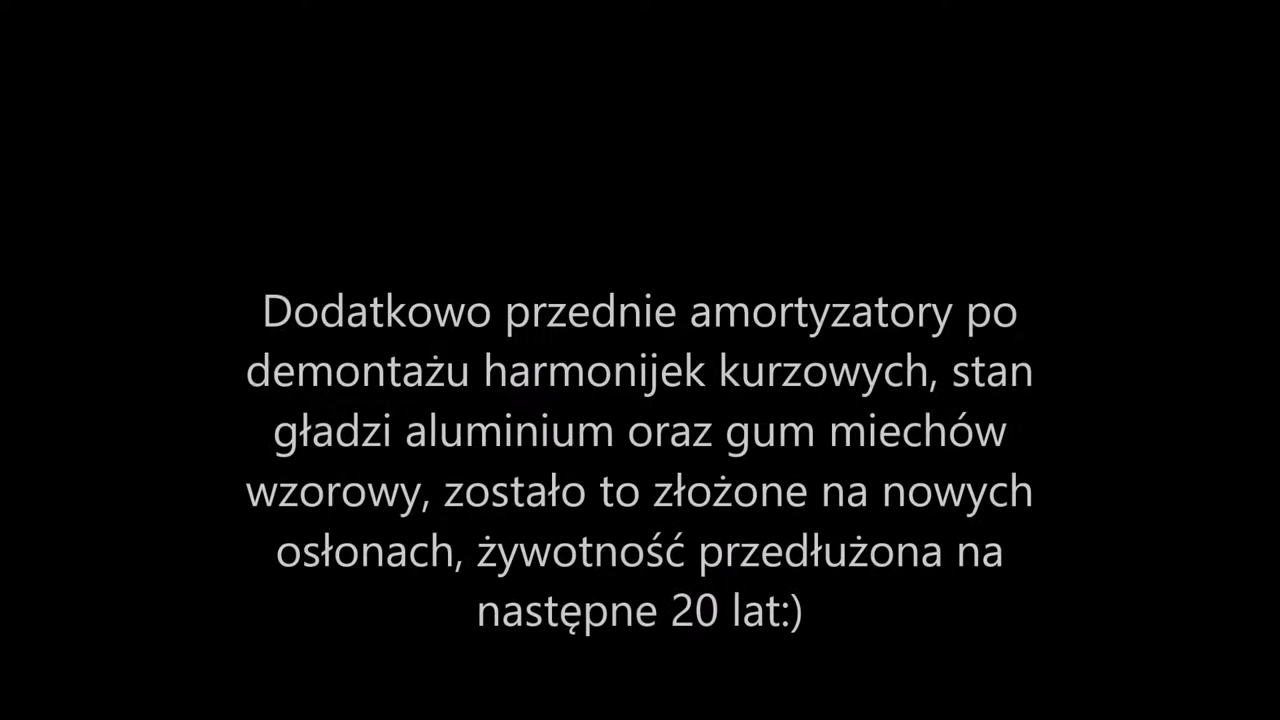 Dodatkowo przednie amortyzatory po
demontażu harmonijek kurzowych, stan
gładzi aluminium oraz gum miechów
wzorowy, zostało to złożone na nowych
osłonach, żywotność przedłużona na
następne 20 lat:)